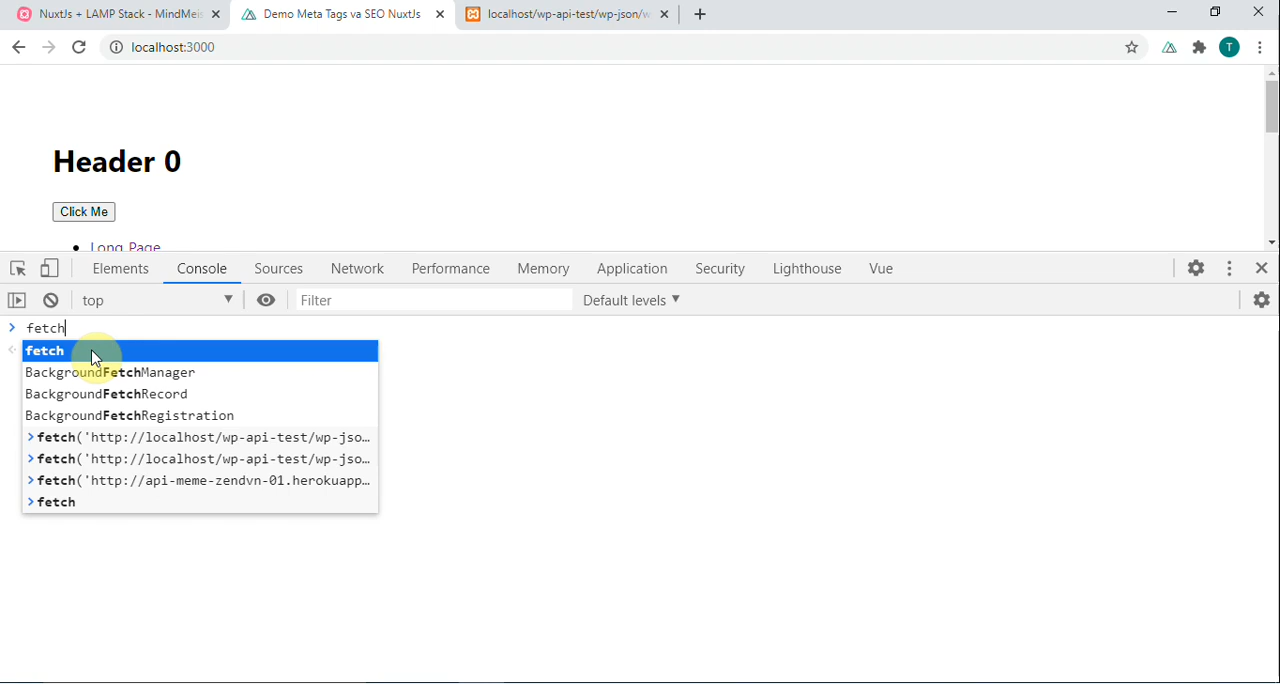 NuxtJs + LAMP Stack - MindMeis
Demo Meta Tags va SEO NuxtJs
localhost/wp-api-test/wp-json/w
localhost:3000
T
Header 0
Click Me
Long Page
Elements
Console
Sources
Network
Performance
Memory
Application
Security
Lighthouse
Vue
top
Filter
Default levels
fetch
fetch
BackgroundFetchManager
BackgroundFetchRecord
BackgroundFetchRegistration
fetch('http://localhost/wp-api-test/wp-jso…
fetch('http://localhost/wp-api-test/wp-jso…
fetch('http://api-meme-zendvn-01.herokuapp…
fetch